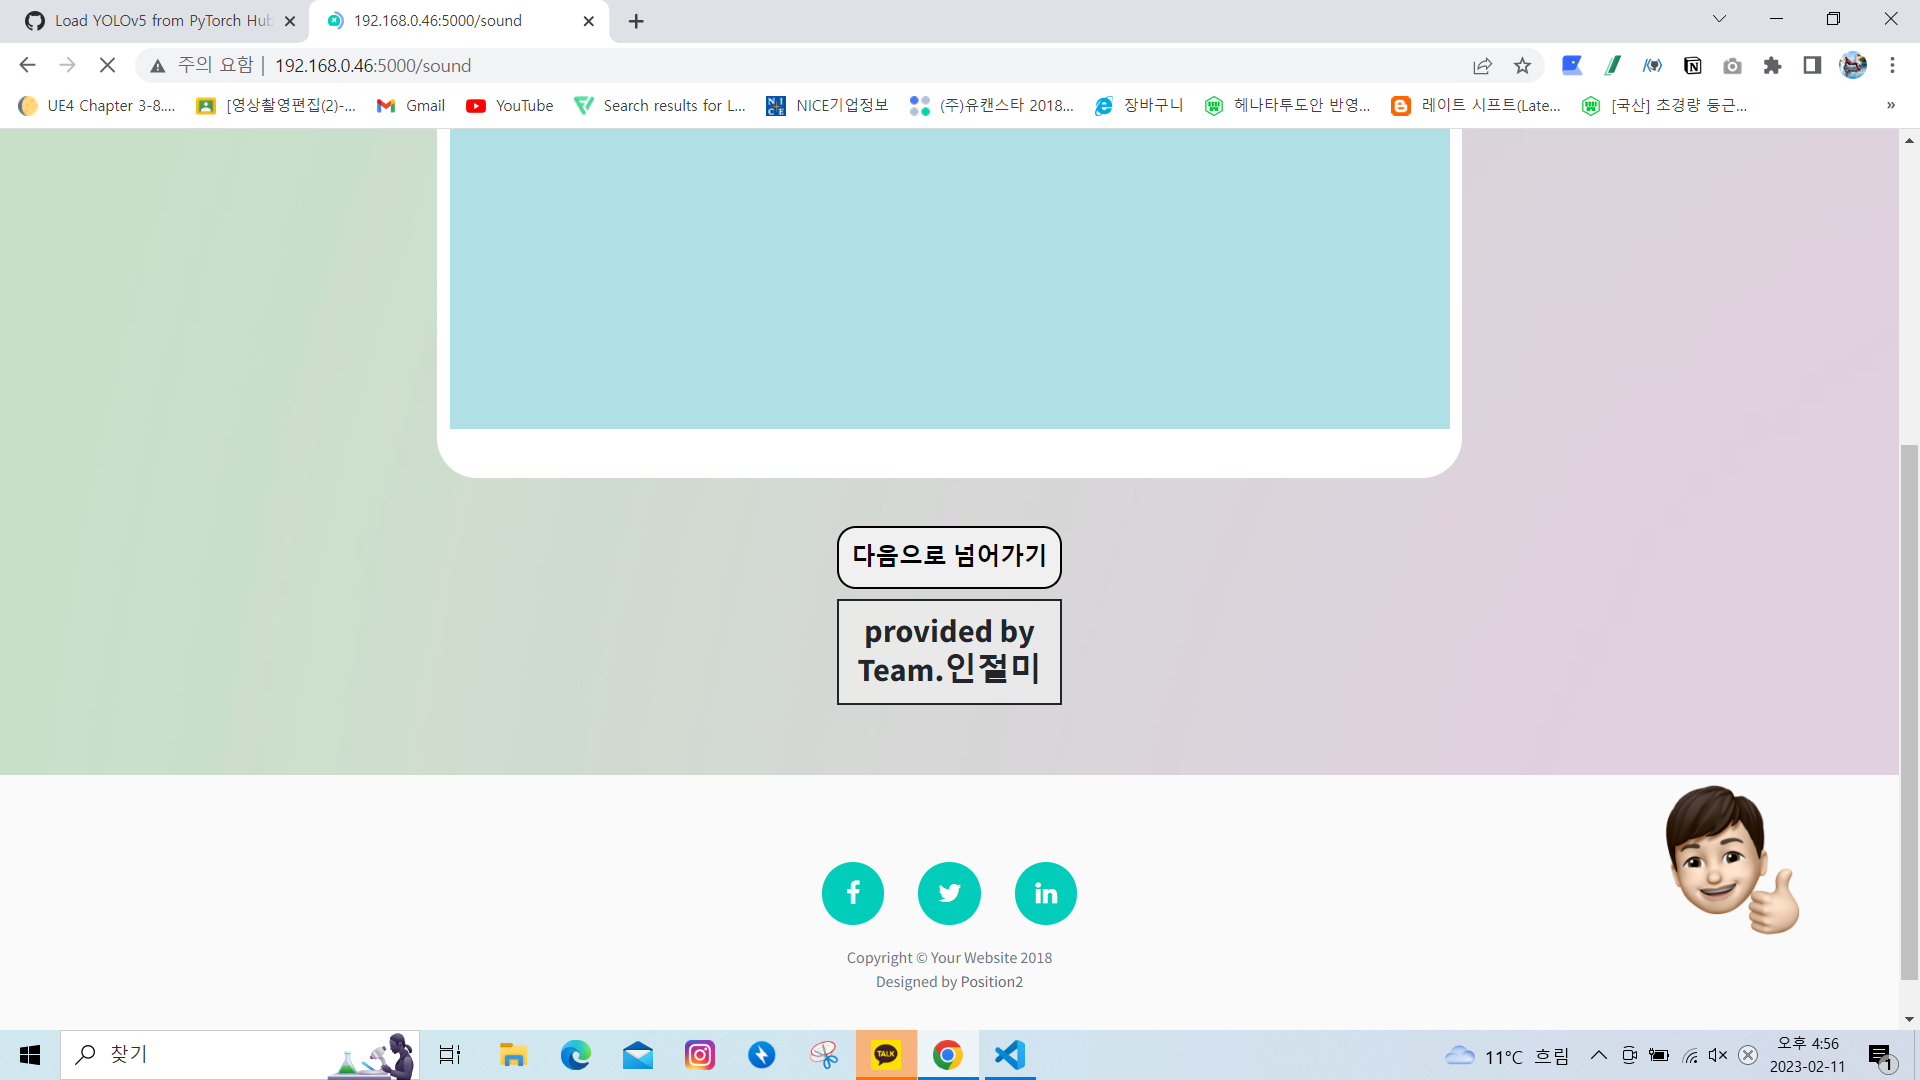 Load YOLOv5 from PyTorch Hub
192.168.0.46:5000/sound
주의 요함 | 192.168.0.46:5000/sound
UE4 Chapter 3-8.... [영상촬영편집(2)-... Gmail YouTube Search results for L... NICE기업정보 (주)유캔스타 2018... 장바구니 헤나타투도안 반영... 레이트 시프트(Late... [국산] 초경량 둥근... »
다음으로 넘어가기
provided by
Team.인절미
Copyright © Your Website 2018
Designed by Position2
찾기
TALK
11°C 흐림
오후 4:56
2023-02-11
1